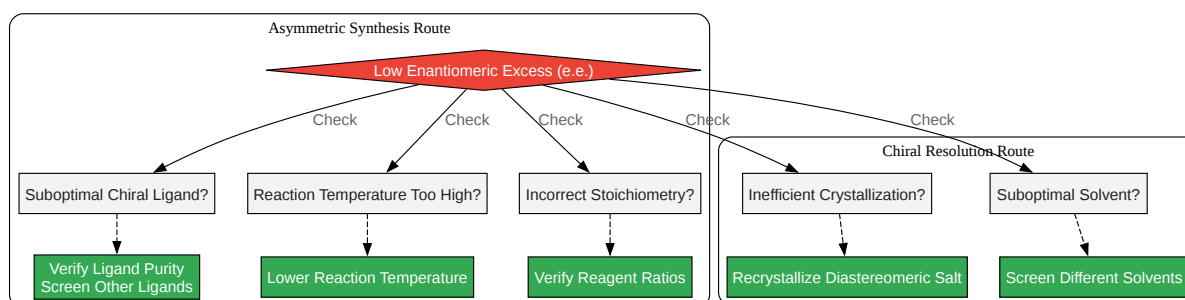 Asymmetric Synthesis Route
Low Enantiomeric Excess (e.e.)
Check
Check
Check
Check
Check
Chiral Resolution Route
Suboptimal Chiral Ligand?
Reaction Temperature Too High?
Incorrect Stoichiometry?
Inefficient Crystallization?
Suboptimal Solvent?
Verify Ligand Purity
Screen Other Ligands
Lower Reaction Temperature
Verify Reagent Ratios
Recrystallize Diastereomeric Salt
Screen Different Solvents